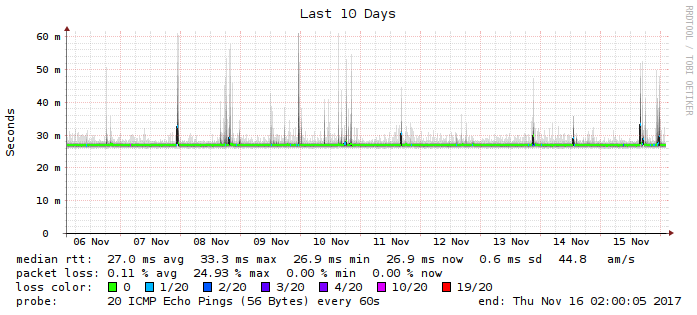 Last 10 Days
RRDTOOL / TOBI OETIKER
Seconds
60 m
50 m
40 m
30 m
20 m
10 m
0
06 Nov 07 Nov 08 Nov 09 Nov 10 Nov 11 Nov 12 Nov 13 Nov 14 Nov 15 Nov
median rtt: 27.0 ms avg 33.3 ms max 26.9 ms min 26.9 ms now 0.6 ms sd 44.8 am/s
packet loss: 0.11 % avg 24.93 % max 0.00 % min 0.00 % now
loss color: 0 1/20 2/20 3/20 4/20 10/20 19/20
probe: 20 ICMP Echo Pings (56 Bytes) every 60s end: Thu Nov 16 02:00:05 2017